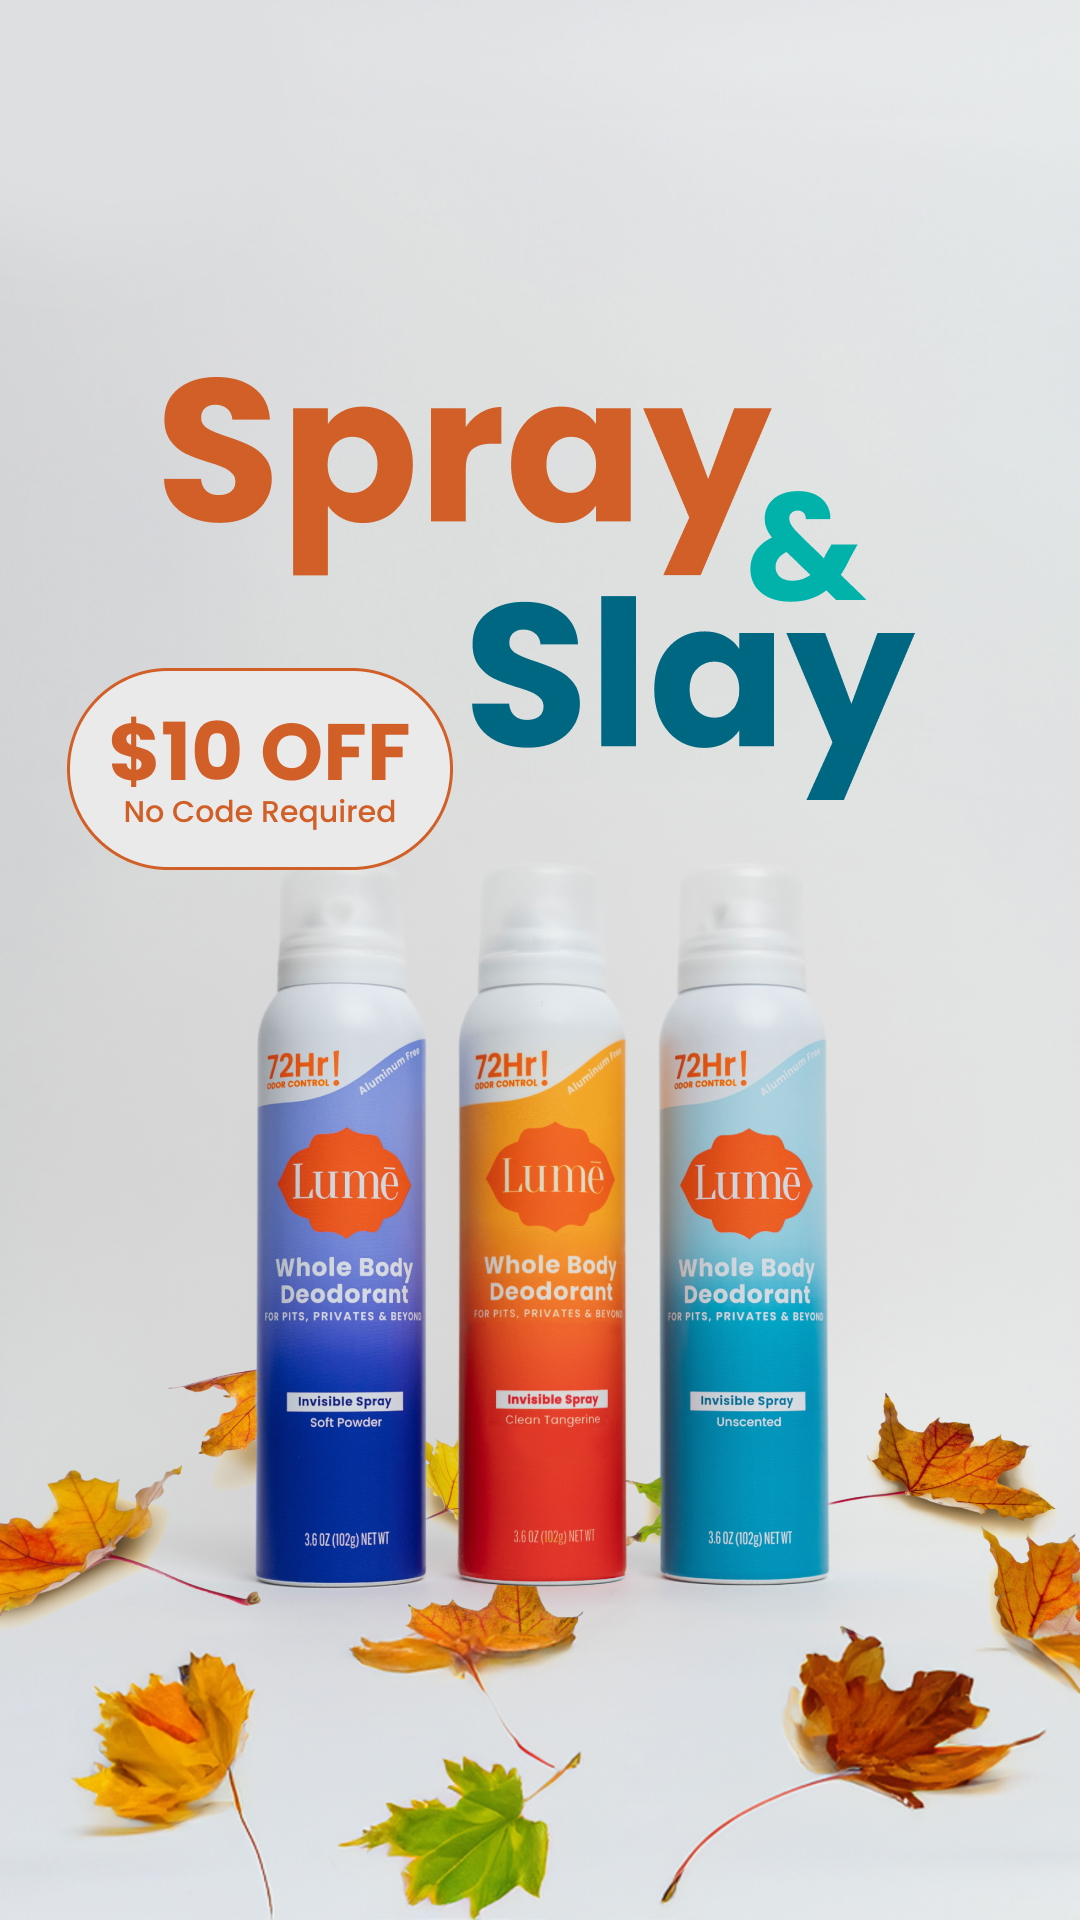 Spray
&
Slay
$10 OFF
No Code Required
72Hr!
ODOR CONTROL
Aluminum Free
Lumē
Whole Body
Deodorant
FOR PITS, PRIVATES & BEYOND
Invisible Spray
Soft Powder
3.6 OZ (102g) NET WT
72Hr!
ODOR CONTROL
Aluminum Free
Lumē
Whole Body
Deodorant
FOR PITS, PRIVATES & BEYOND
Invisible Spray
Clean Tangerine
3.6 OZ (102g) NET WT
72Hr!
ODOR CONTROL
Aluminum Free
Lumē
Whole Body
Deodorant
FOR PITS, PRIVATES & BEYOND
Invisible Spray
Unscented
3.6 OZ (102g) NET WT